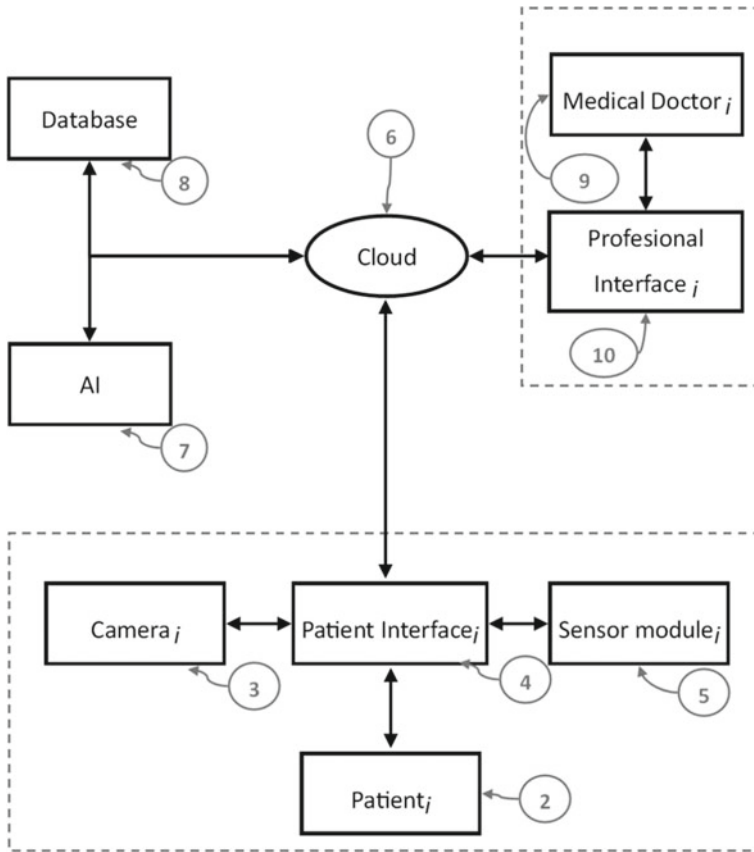 Database
8
6
Medical Doctor i
9
Cloud
Profesional
Interface i
10
AI
7
Camera i
3
Patient Interface i
4
Sensor module i
5
Patient i
2